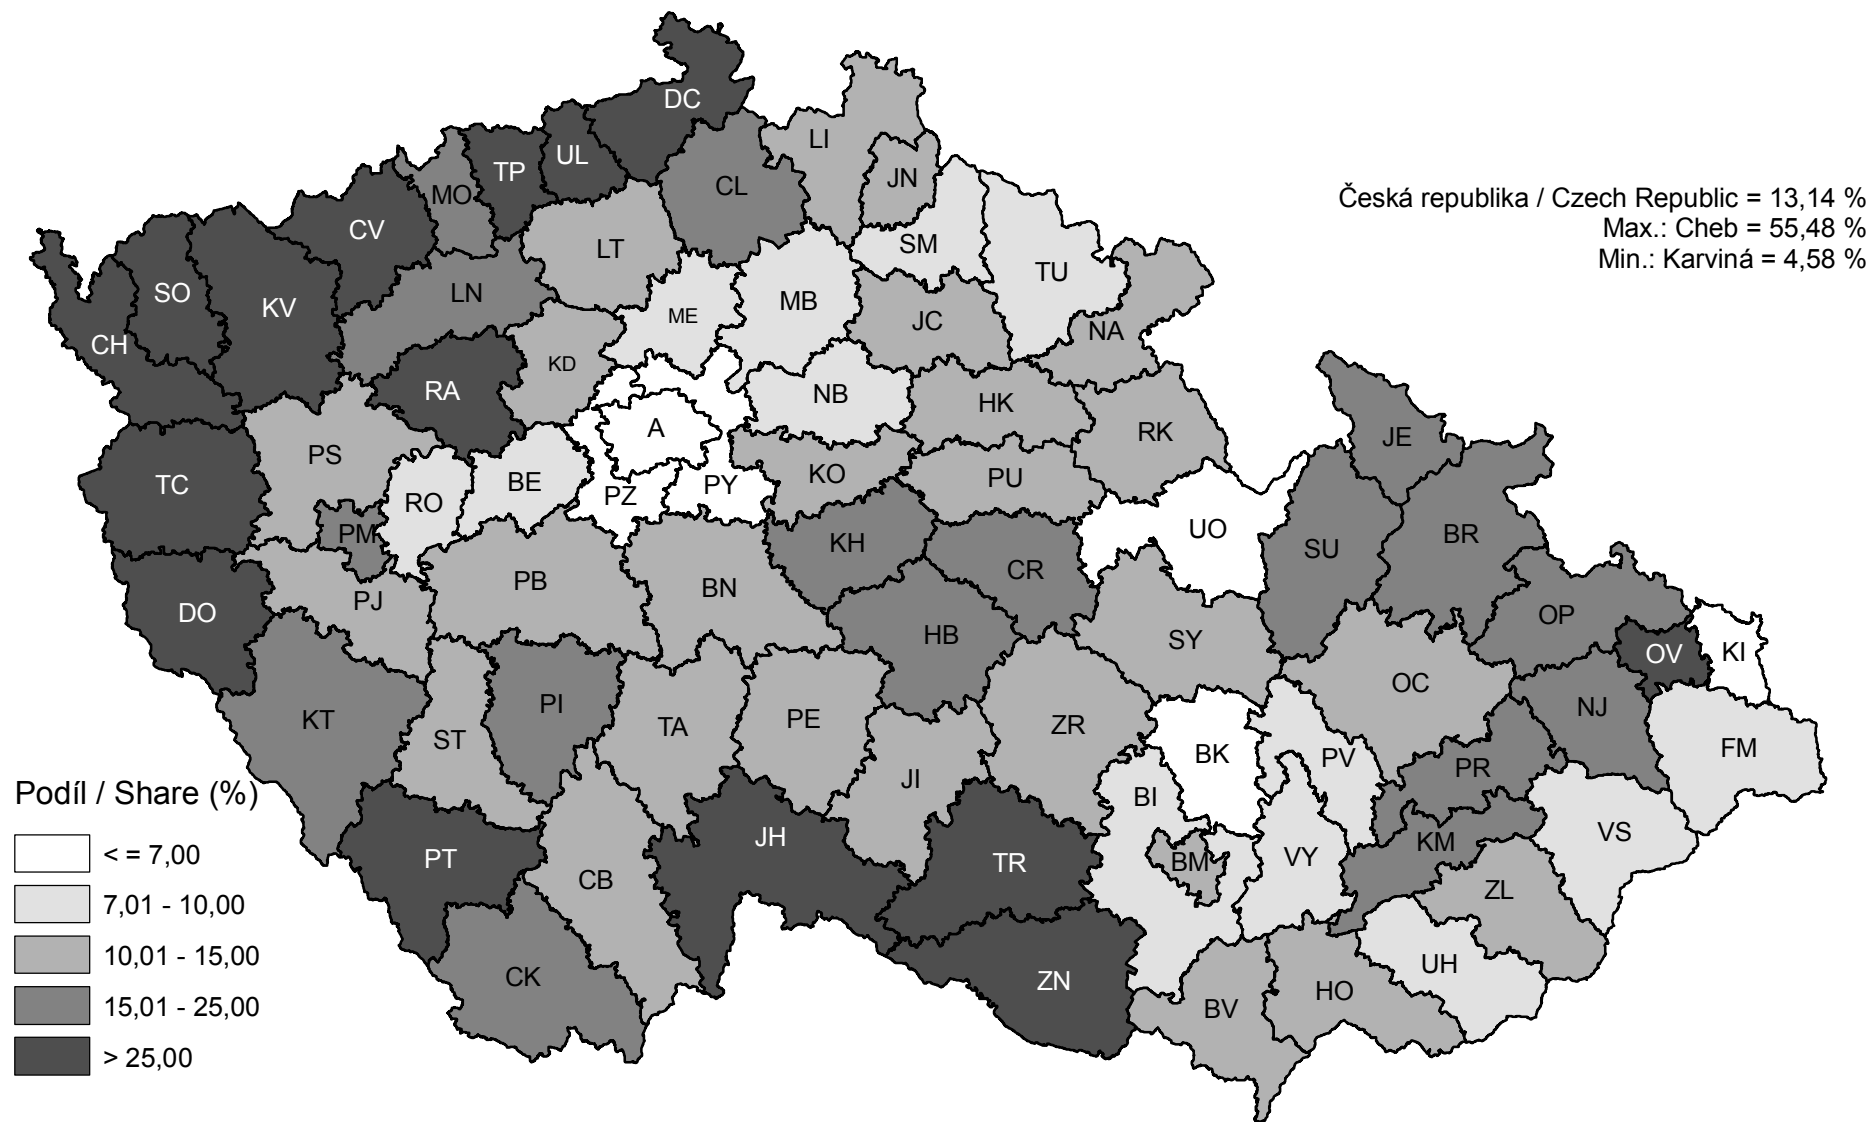 DC
LI
UL
TP
JN
CL
MO
CV
Česká republika / Czech Republic = 13,14 %
Max.: Cheb = 55,48 %
Min.: Karviná = 4,58 %
LT
SM
TU
SO
LN
KV
MB
ME
JC
NA
CH
KD
RA
NB
HK
A
RK
JE
PS
TC
BE
PZ
PY
KO
PU
RO
PM
KH
UO
SU
BR
CR
PB
BN
PJ
DO
HB
SY
OP
OV
KI
OC
KT
PI
ST
TA
PE
ZR
NJ
JI
BK
PV
PR
FM
Podíl / Share (%)
BI
< = 7,00
JH
PT
CB
TR
BM
VY
KM
VS
ZL
7,01 - 10,00
10,01 - 15,00
CK
ZN
UH
HO
BV
15,01 - 25,00
> 25,00